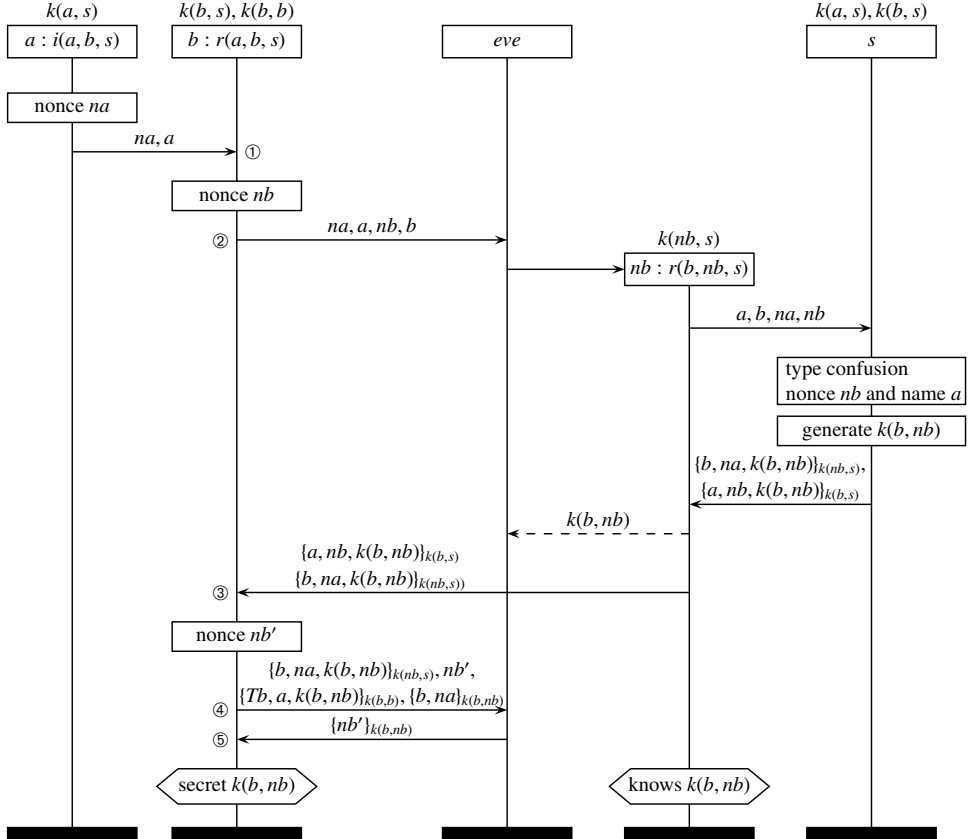 k(a, s)
k(b, s), k(b, b)
k(a, s), k(b, s)
a : i(a, b, s)
b : r(a, b, s)
eve
s
nonce na
na, a
①
nonce nb
②
na, a, nb, b
k(nb, s)
nb : r(b, nb, s)
a, b, na, nb
type confusion
nonce nb and name a
generate k(b, nb)
{b, na, k(b, nb)}k(nb,s),
{a, nb, k(b, nb)}k(b,s)
k(b, nb)
{a, nb, k(b, nb)}k(b,s)
{b, na, k(b, nb)}k(nb,s))
③
nonce nb′
{b, na, k(b, nb)}k(nb,s), nb′,
{Tb, a, k(b, nb)}k(b,b), {b, na}k(b,nb)
④
{nb′}k(b,nb)
⑤
secret k(b, nb)
knows k(b, nb)